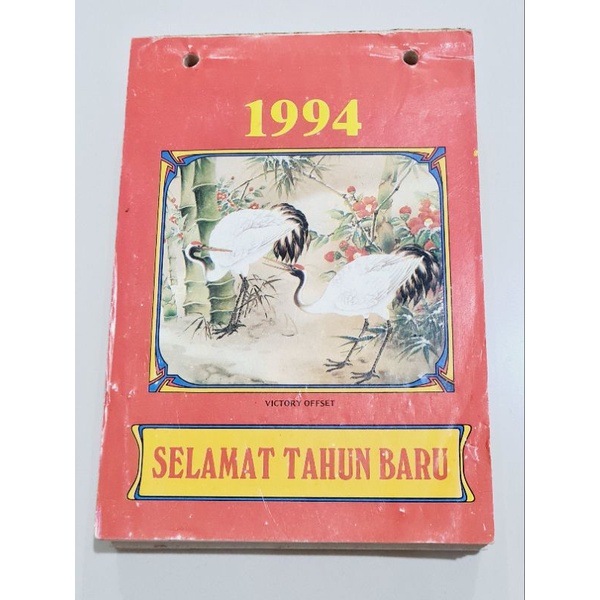 1994
VICTORY OFFSET
SELAMAT TAHUN BARU